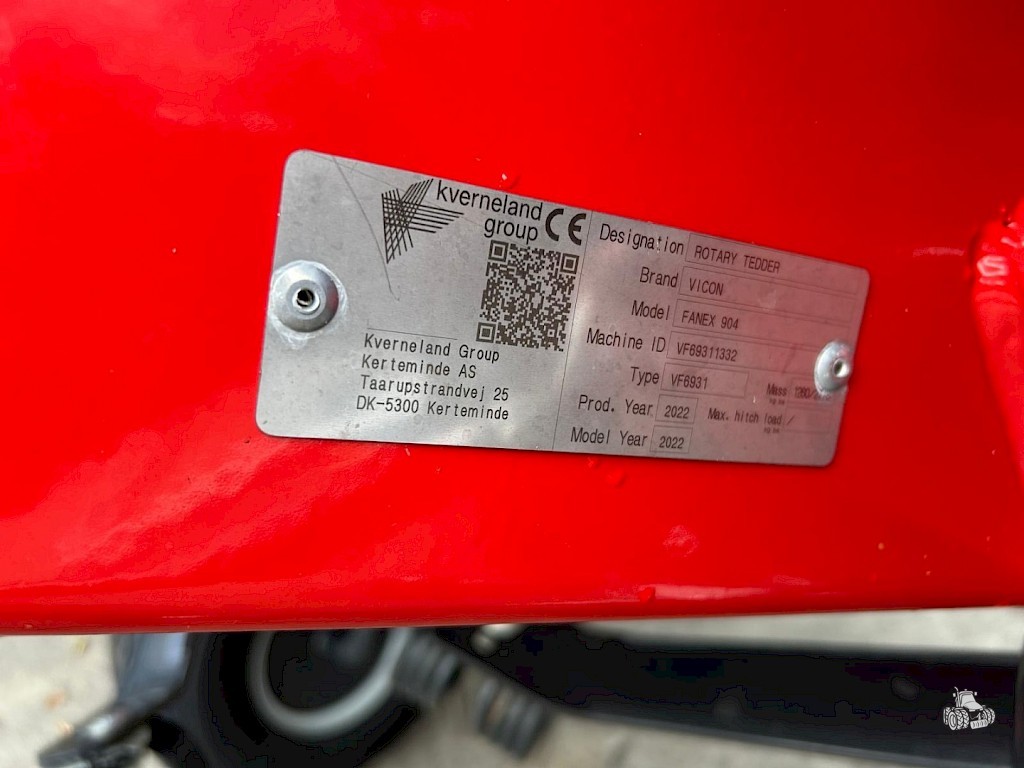 kverneland
group CE
Kverneland Group
Kerteminde AS
Taarupstrandvej 25
DK-5300 Kerteminde
Designation ROTARY TEDDER
Brand VICON
Model FANEX 904
Machine ID VF69311332
Type VF6931
Mass
Prod. Year 2022 Max. hitch load /
Model Year 2022